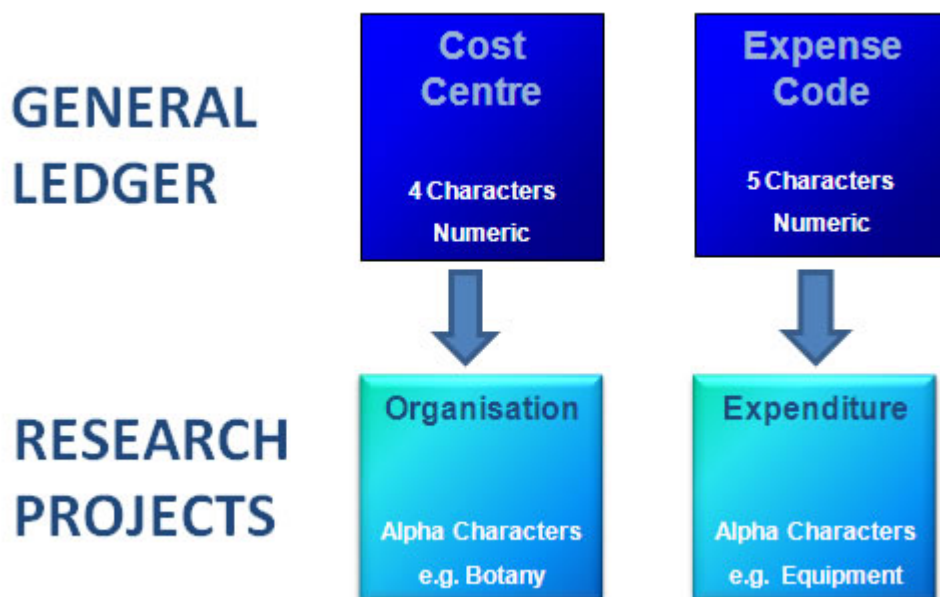 GENERAL
LEDGER
Cost
Centre
4 Characters
Numeric
Expense
Code
5 Characters
Numeric
RESEARCH
PROJECTS
Organisation
Alpha Characters
e.g. Botany
Expenditure
Alpha Characters
e.g. Equipment